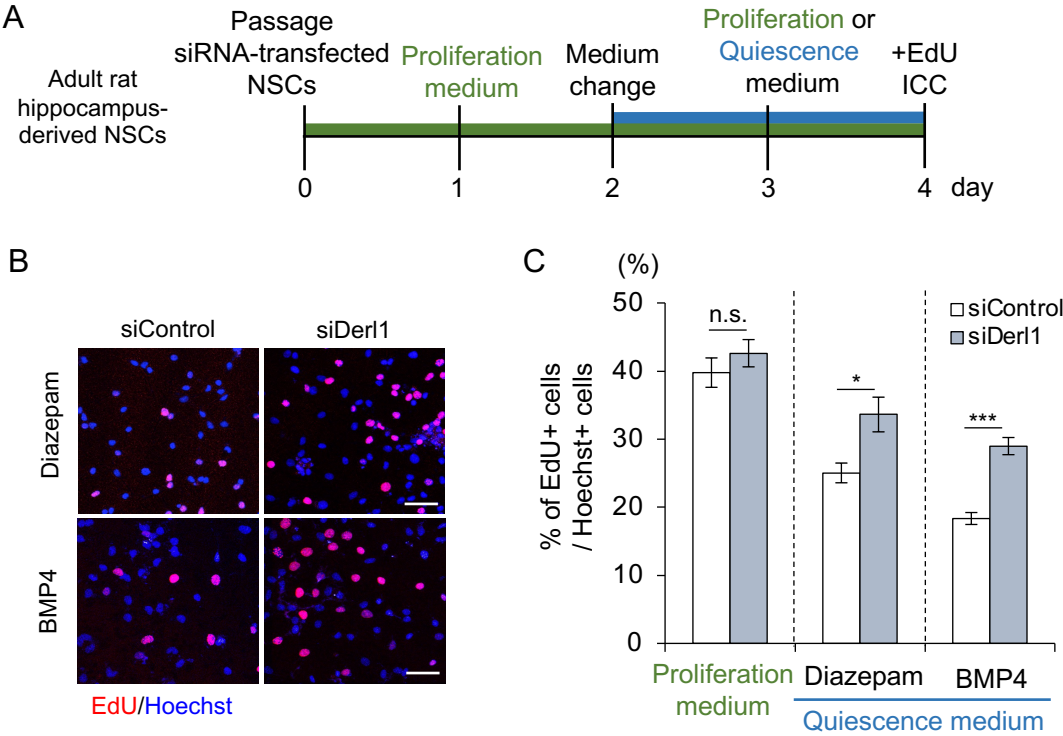 A
Adult rat
hippocampus-
derived NSCs
Passage
siRNA-transfected
NSCs
Proliferation
medium
Medium
change
Proliferation or
Quiescence
medium
+EdU
ICC
0
1
2
3
4
day
B
siControl
siDerl1
Diazepam
BMP4
EdU/Hoechst
C
(%)
% of EdU+ cells
/ Hoechst+ cells
50
40
30
20
10
0
n.s.
*
***
siControl
siDerl1
Proliferation
medium
Diazepam
BMP4
Quiescence medium